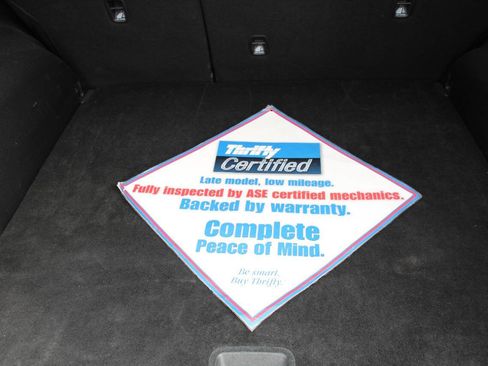 Thrifty
Certified
Late model, low mileage.
Fully inspected by ASE certified mechanics.
Backed by warranty.
Complete
Peace of Mind.
Be smart.
Buy Thrifty.